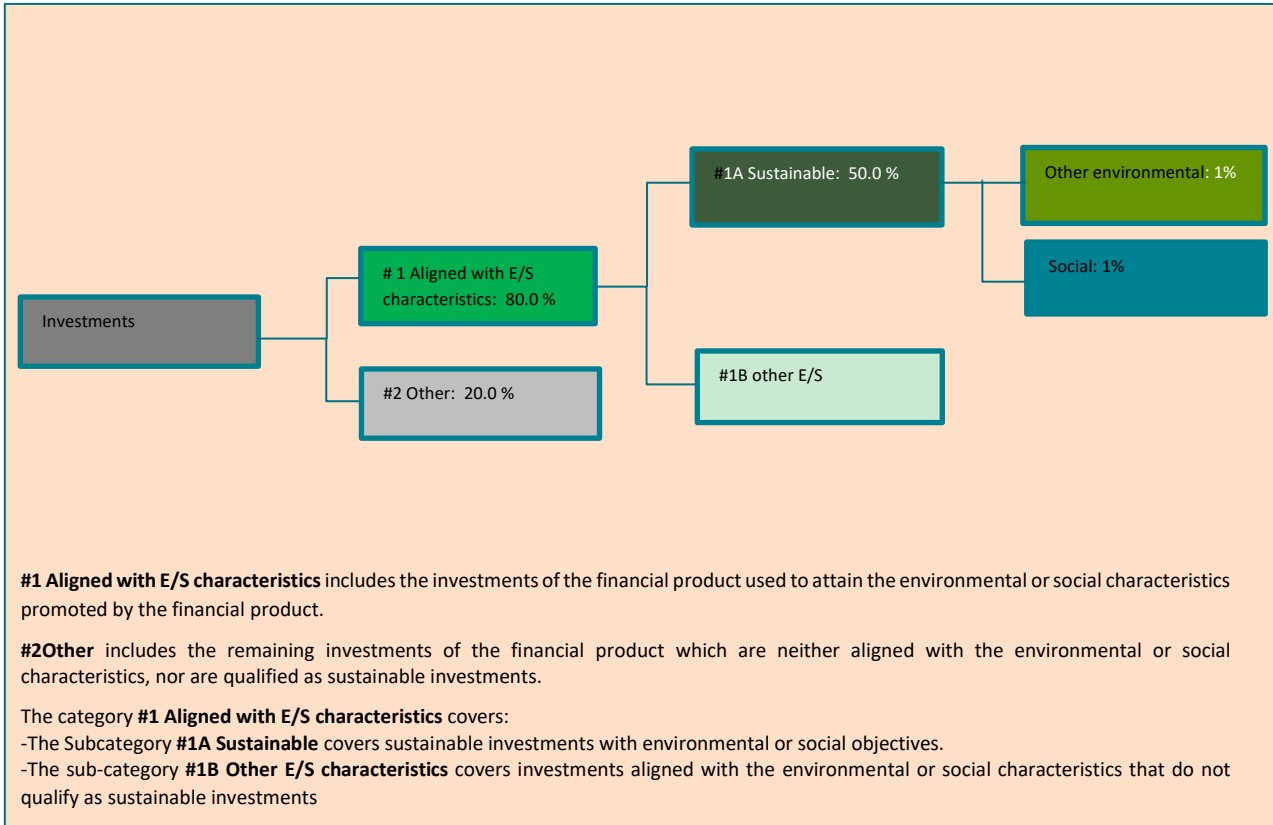 #1A Sustainable: 50.0 %
Other environmental: 1%
# 1 Aligned with E/S
characteristics: 80.0 %
Social: 1%
Investments
#2 Other: 20.0 %
#1B other E/S
#1 Aligned with E/S characteristics includes the investments of the financial product used to attain the environmental or social characteristics
promoted by the financial product.
#2Other includes the remaining investments of the financial product which are neither aligned with the environmental or social
characteristics, nor are qualified as sustainable investments.
The category #1 Aligned with E/S characteristics covers:
-The Subcategory #1A Sustainable covers sustainable investments with environmental or social objectives.
-The sub-category #1B Other E/S characteristics covers investments aligned with the environmental or social characteristics that do not
qualify as sustainable investments